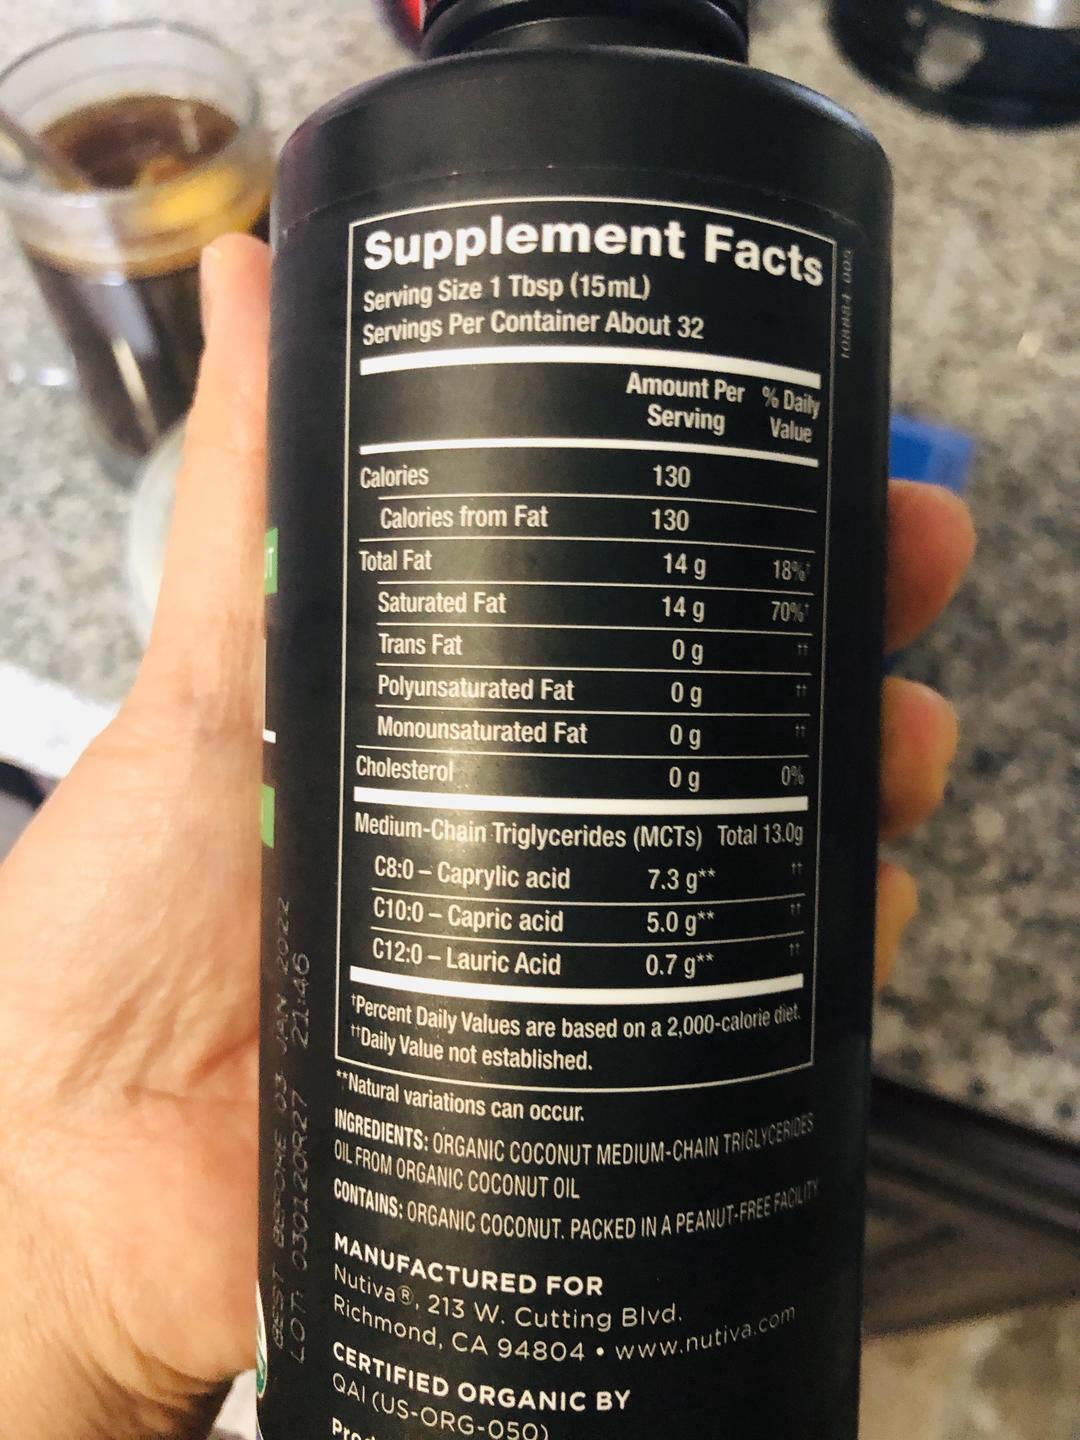 Supplement Facts
Serving Size 1 Tbsp (15mL)
Servings Per Container About 32
Amount Per Serving % Daily Value
Calories 130
Calories from Fat 130
Total Fat 14 g 18%†
Saturated Fat 14 g 70%†
Trans Fat 0 g ††
Polyunsaturated Fat 0 g ††
Monounsaturated Fat 0 g ††
Cholesterol 0 g 0%
Medium-Chain Triglycerides (MCTs) Total 13.0g
C8:0 – Caprylic acid 7.3 g** ††
C10:0 – Capric acid 5.0 g** ††
C12:0 – Lauric Acid 0.7 g** ††
†Percent Daily Values are based on a 2,000-calorie diet.
††Daily Value not established.
**Natural variations can occur.
INGREDIENTS: ORGANIC COCONUT MEDIUM-CHAIN TRIGLYCERIDES
OIL FROM ORGANIC COCONUT OIL
CONTAINS: ORGANIC COCONUT. PACKED IN A PEANUT-FREE FACILITY
MANUFACTURED FOR
Nutiva®, 213 W. Cutting Blvd.
Richmond, CA 94804 • www.nutiva.com
CERTIFIED ORGANIC BY
QAI (US-ORG-050)
BEST BEFORE 03 JAN 2022
LOT: 03012OR27 21:46